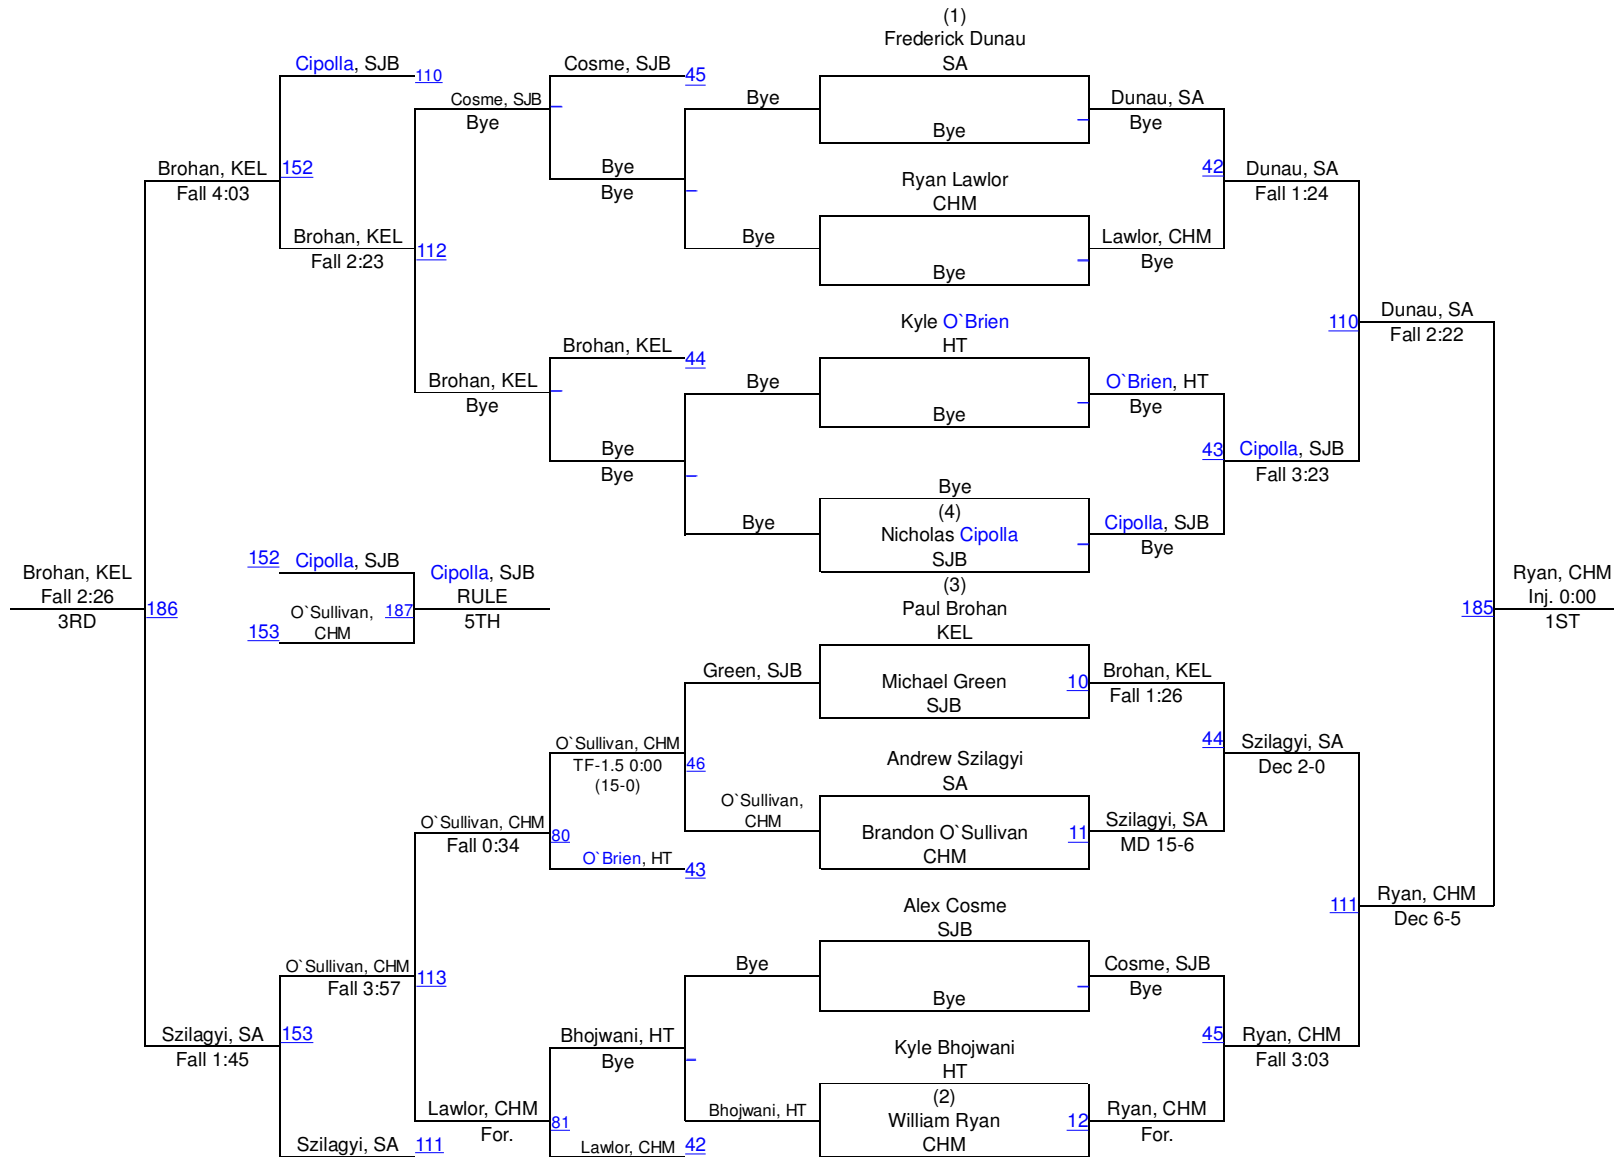 (1)
Frederick Dunau
SA
Cipolla, SJB
110
Cosme, SJB
45
Cosme, SJB
Bye
Bye
Bye
Dunau, SA
Bye
Brohan, KEL
Fall 4:03
152
Bye
Bye
Ryan Lawlor
CHM
42
Dunau, SA
Fall 1:24
Brohan, KEL
Fall 2:23
112
Bye
Bye
Lawlor, CHM
Bye
Kyle O`Brien
HT
110
Dunau, SA
Fall 2:22
Brohan, KEL
44
Brohan, KEL
Bye
Bye
Bye
O`Brien, HT
Bye
Bye
Bye
43
Cipolla, SJB
Fall 3:23
Bye
Bye
(4)
Nicholas Cipolla
SJB
Cipolla, SJB
Bye
152
Cipolla, SJB
Cipolla, SJB
RULE
5TH
187
O`Sullivan,
CHM
153
Brohan, KEL
Fall 2:26
3RD
186
(3)
Paul Brohan
KEL
185
Ryan, CHM
Inj. 0:00
1ST
Green, SJB
Michael Green
SJB
10
Brohan, KEL
Fall 1:26
O`Sullivan, CHM
TF-1.5 0:00
(15-0)
46
Andrew Szilagyi
SA
44
Szilagyi, SA
Dec 2-0
O`Sullivan,
CHM
Brandon O`Sullivan
CHM
11
Szilagyi, SA
MD 15-6
O`Sullivan, CHM
Fall 0:34
80
O`Brien, HT
43
Alex Cosme
SJB
111
Ryan, CHM
Dec 6-5
O`Sullivan, CHM
Fall 3:57
113
Bye
Bye
Cosme, SJB
Bye
Szilagyi, SA
Fall 1:45
153
Bhojwani, HT
Bye
Kyle Bhojwani
HT
45
Ryan, CHM
Fall 3:03
Lawlor, CHM
For.
81
Bhojwani, HT
(2)
William Ryan
CHM
12
Ryan, CHM
For.
Szilagyi, SA
111
Lawlor, CHM
42